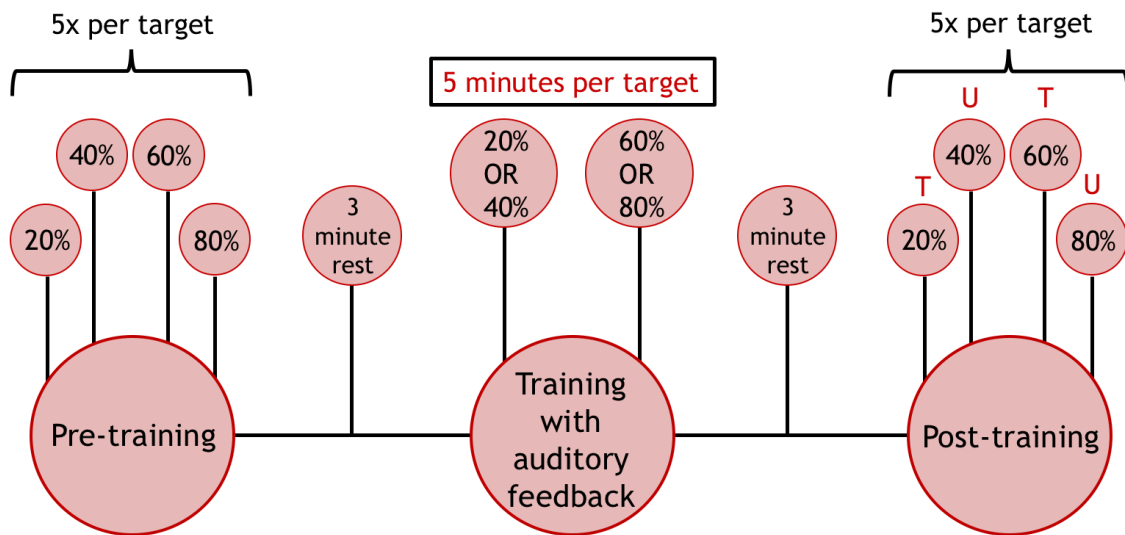 5x per target
40%
60%
20%
80%
Pre-training
3
minute
rest
5 minutes per target
20%
OR
40%
60%
OR
80%
Training
with
auditory
feedback
3
minute
rest
5x per target
U
T
40%
60%
T
U
20%
80%
Post-training